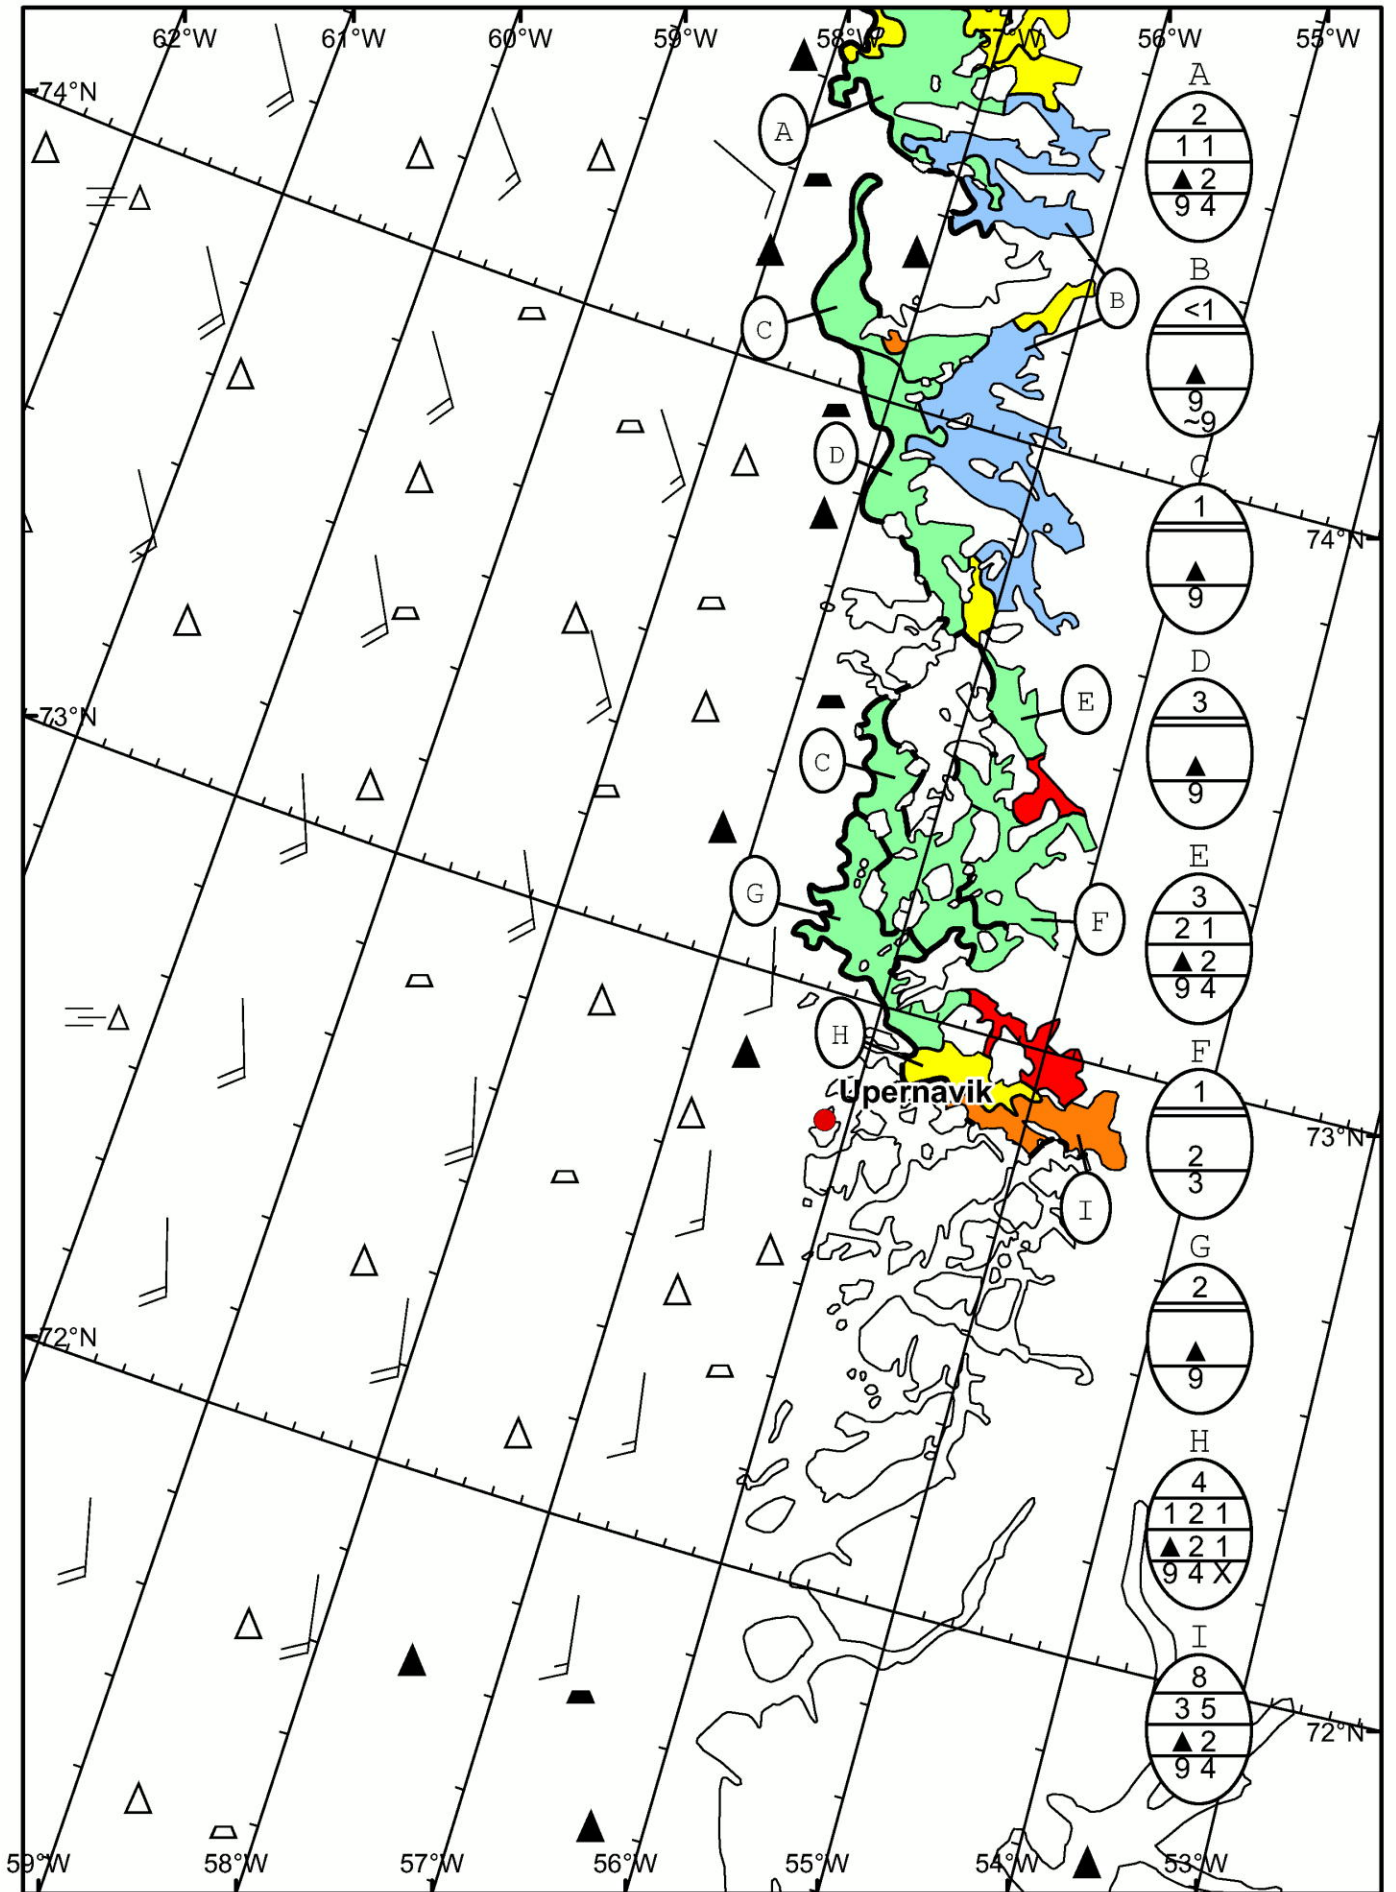 62°W 61°W 60°W 59°W 58°W 57°W 56°W 55°W
74°N
A
2
1 1
▲ 2
9 4
A
B
<1
▲
9
~9
B
C
C
1
▲
9
D
D
3
▲
9
74°N
73°N
E
E
3
2 1
▲ 2
9 4
C
G
F
F
1
2
3
H
Upernavik
73°N
I
G
2
▲
9
72°N
H
4
1 2 1
▲ 2 1
9 4 X
I
8
3 5
▲ 2
9 4
72°N
59°W 58°W 57°W 56°W 55°W 54°W 53°W